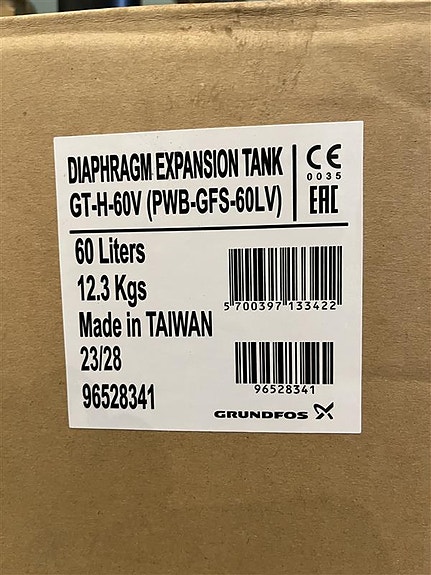 DIAPHRAGM EXPANSION TANK
GT-H-60V (PWB-GFS-60LV)
CE
0035
EAC
60 Liters
12.3 Kgs
Made in TAIWAN
23/28
96528341
5 700397 133422
96528341
GRUNDFOS